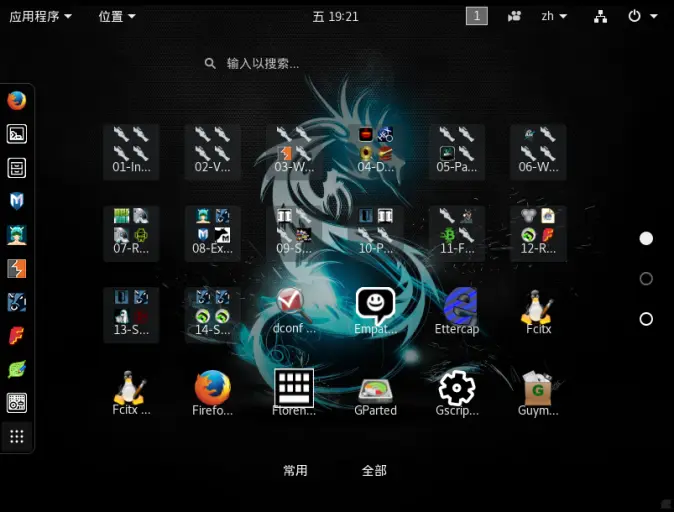 应用程序 位置 五 19:21 1 zh
输入以搜索...
01-In... 02-V... 03-W... 04-D... 05-Pa... 06-W...
07-R... 08-Ex... 09-S... 10-P... 11-F... 12-R...
13-S... 14-S... dconf ... Empat... Ettercap Fcitx
Fcitx ... Firefo... Floren... GParted Gscrip... Guym...
常用 全部